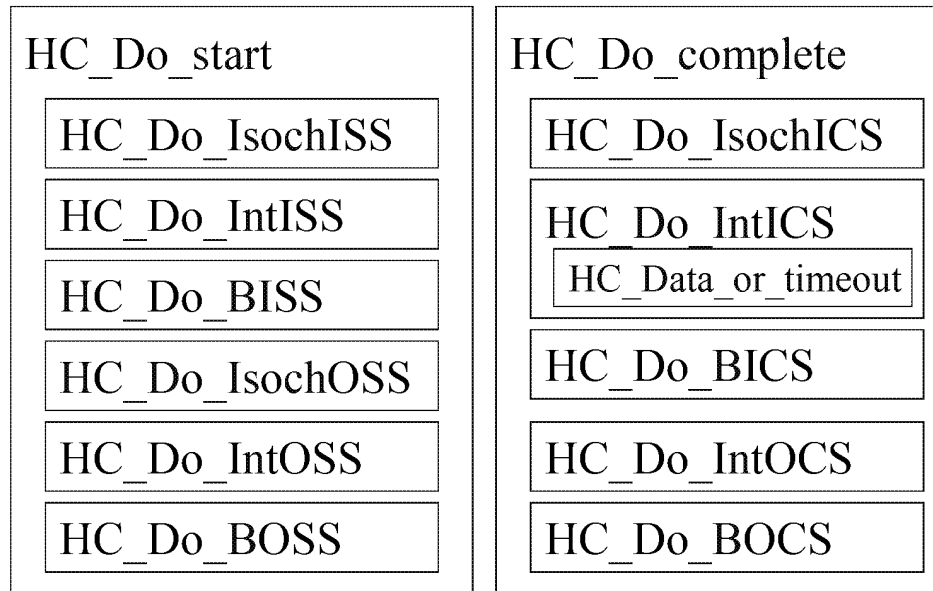 HC_Do_start
HC_Do_IsochISS
HC_Do_IntISS
HC_Do_BISS
HC_Do_IsochOSS
HC_Do_IntOSS
HC_Do_BOSS
HC_Do_complete
HC_Do_IsochICS
HC_Do_IntICS
HC_Data_or_timeout
HC_Do_BICS
HC_Do_IntOCS
HC_Do_BOCS